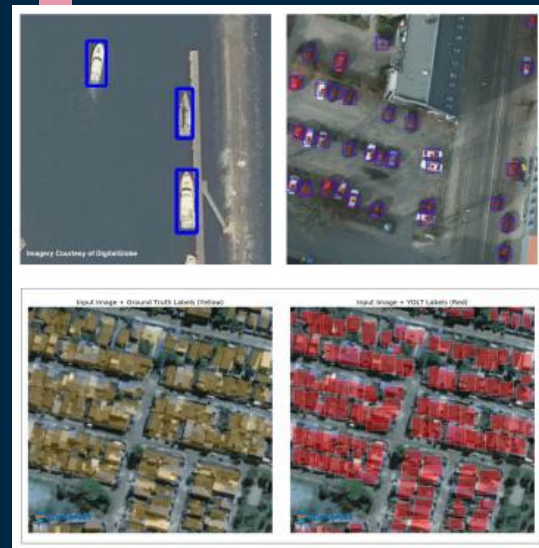 Imagery Courtesy of DigitalGlobe
Input Image + Ground Truth Labels (Yellow)
Input Image + YOLT Labels (Red)